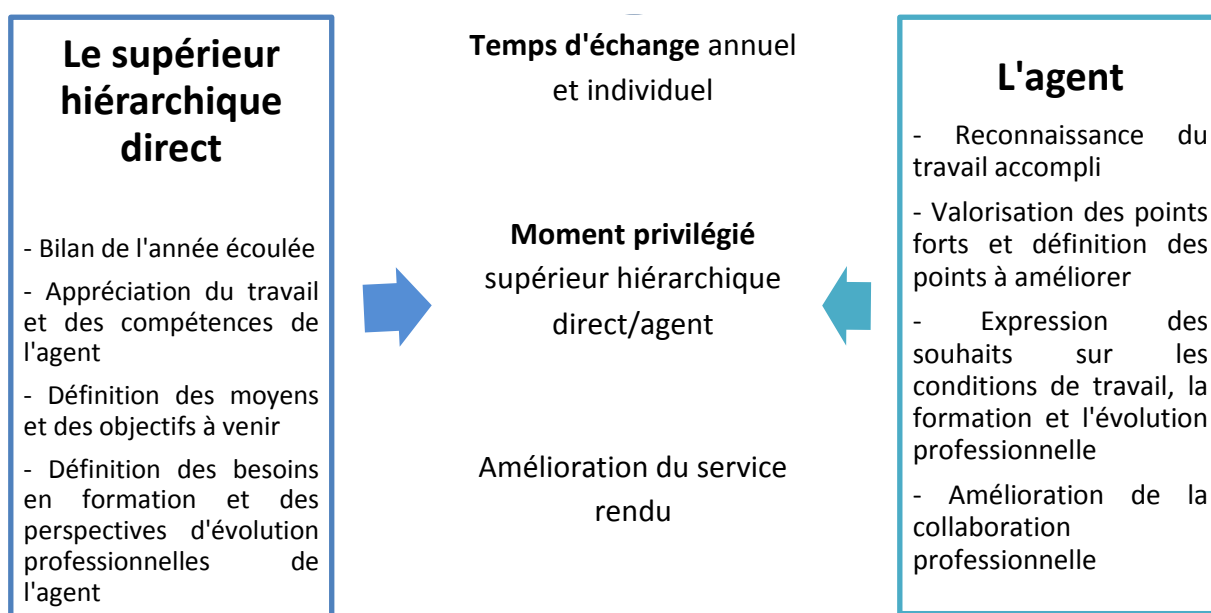 Le supérieur
hiérarchique
direct
- Bilan de l'année écoulée
- Appréciation du travail
et des compétences de
l'agent
- Définition des moyens
et des objectifs à venir
- Définition des besoins
en formation et des
perspectives d'évolution
professionnelles de
l'agent
Temps d'échange annuel
et individuel
Moment privilégié
supérieur hiérarchique
direct/agent
Amélioration du service
rendu
L'agent
- Reconnaissance du
travail accompli
- Valorisation des points
forts et définition des
points à améliorer
- Expression des
souhaits sur les
conditions de travail, la
formation et l'évolution
professionnelle
- Amélioration de la
collaboration
professionnelle